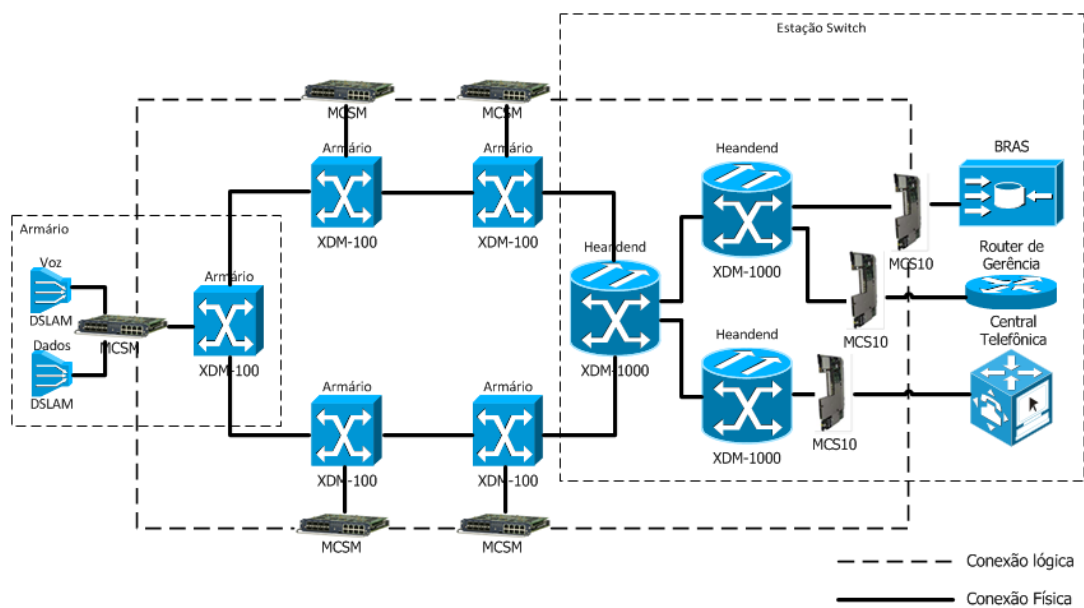 Estação Switch
MCSM
MCSM
Armário
Armário
XDM-100
XDM-100
Heandend
XDM-1000
BRAS
MCS10
Armário
Voz
DSLAM
Dados
DSLAM
MCSM
Armário
XDM-100
Heandend
XDM-1000
Router de
Gerência
MCS10
Heandend
XDM-1000
MCS10
Central
Telefônica
Armário
Armário
XDM-100
XDM-100
MCSM
MCSM
Conexão lógica
Conexão Física